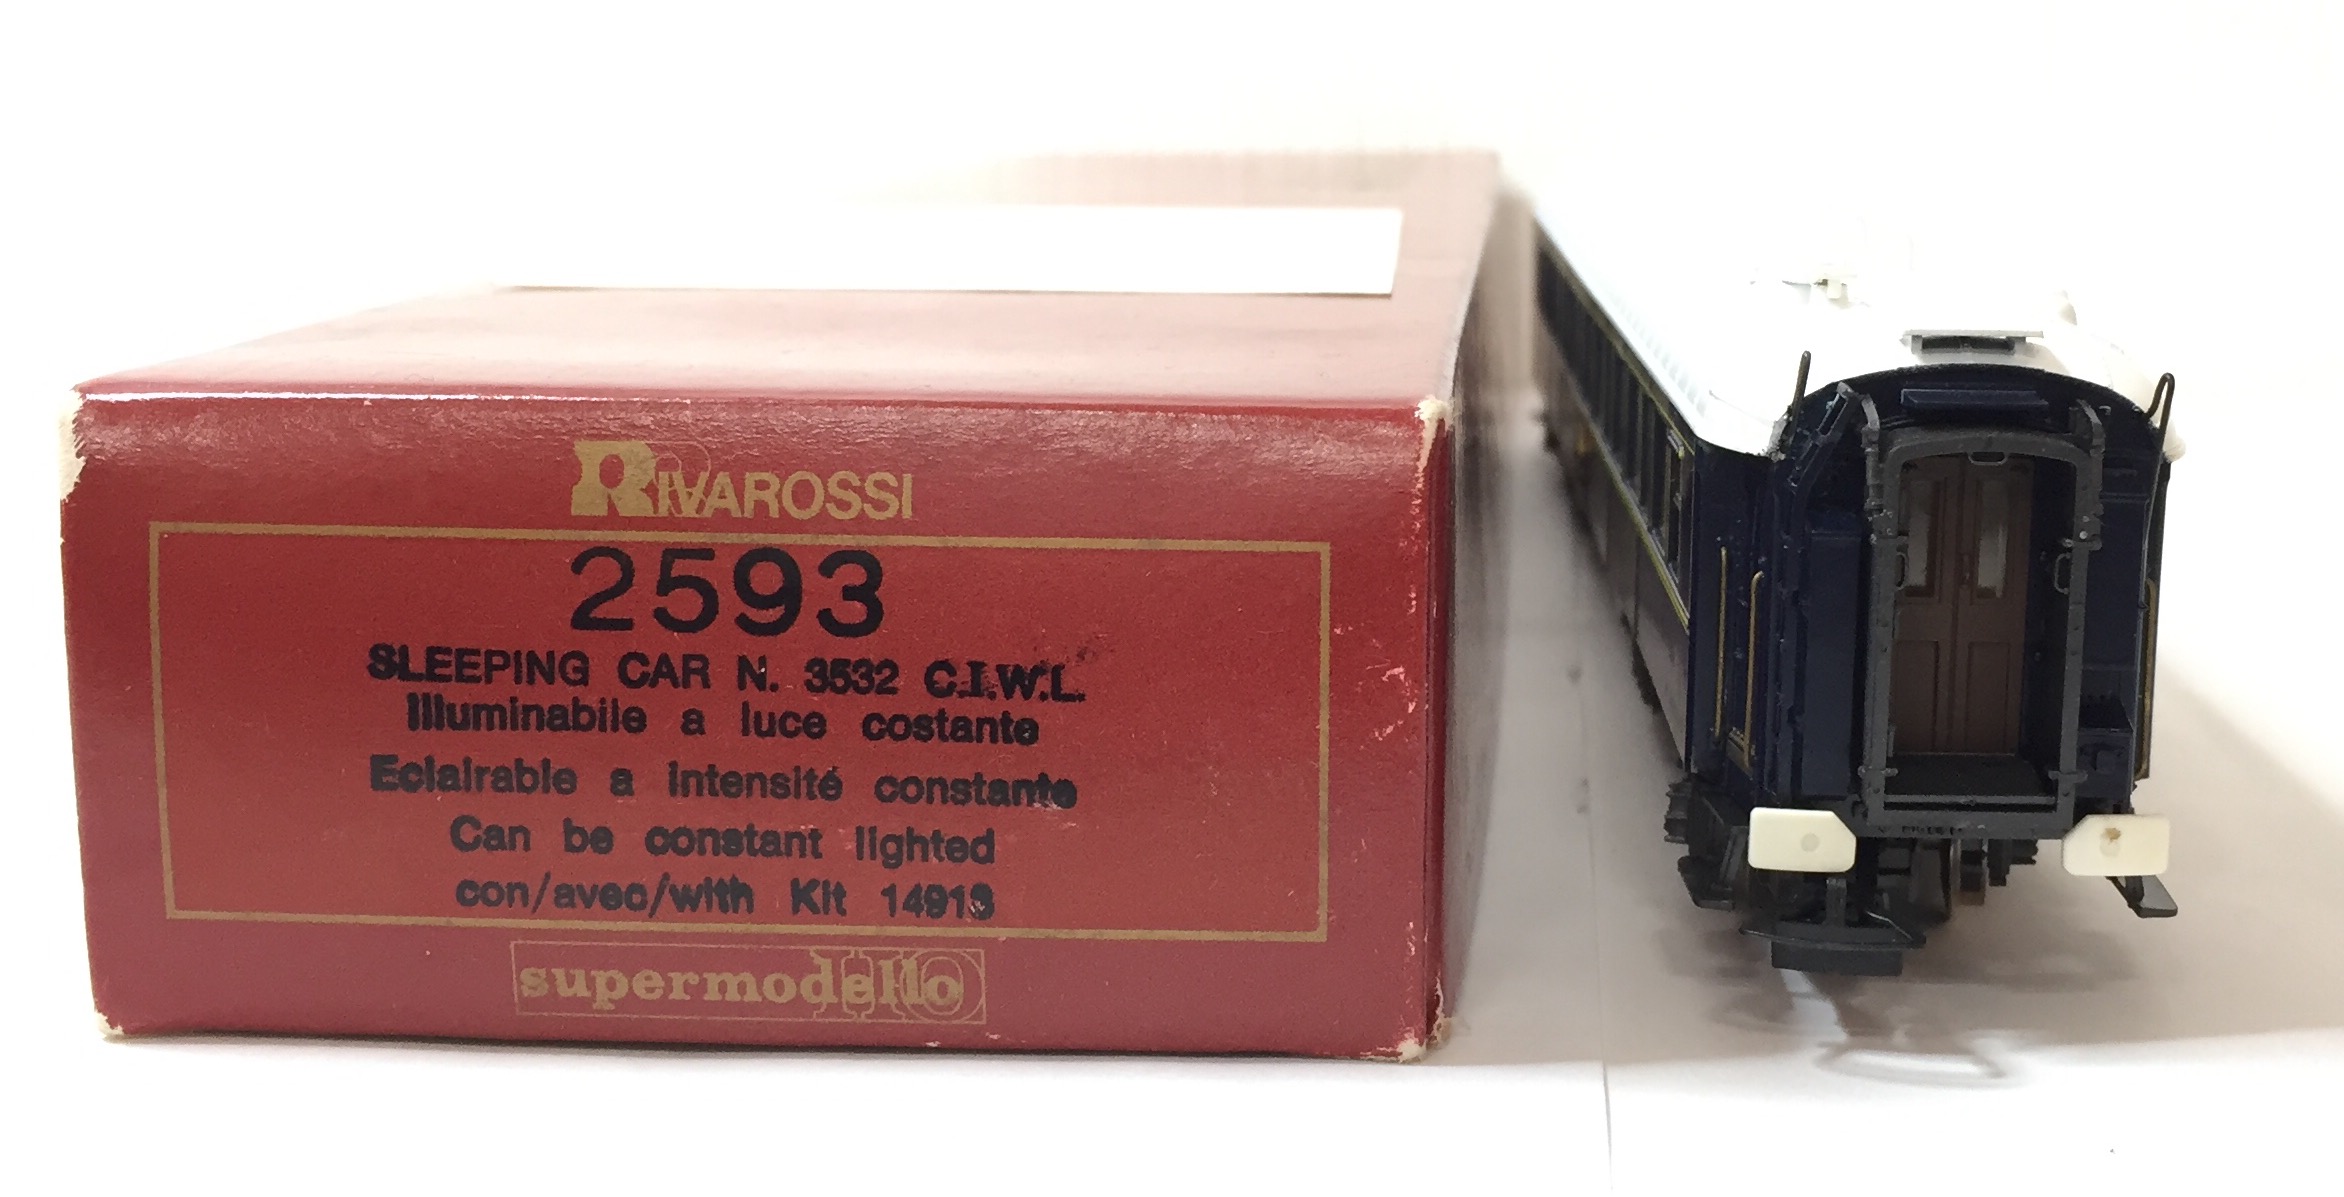 RIVAROSSI
2593
SLEEPING CAR N. 3532 C.I.W.L.
Illuminabile a luce costante
Eclairable a intensité constante
Can be constant lighted
con/avec/with Kit 14913
supermodello HO